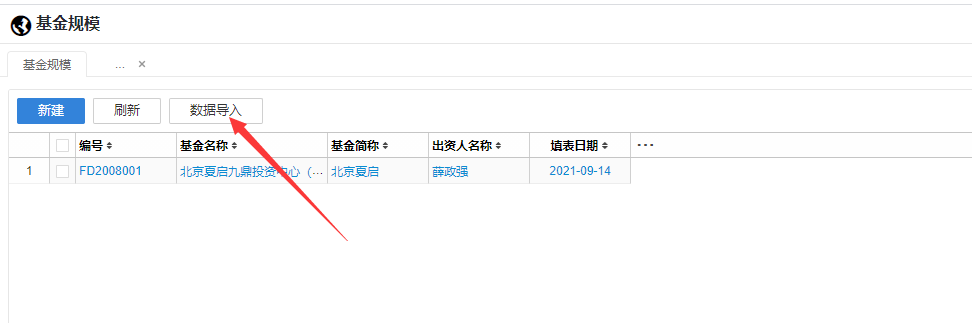 基金规模
基金规模 ... ×
新建 刷新 数据导入
编号 基金名称 基金简称 出资人名称 填表日期 ...
1 FD2008001 北京夏启九鼎投资中心（... 北京夏启 薛政强 2021-09-14